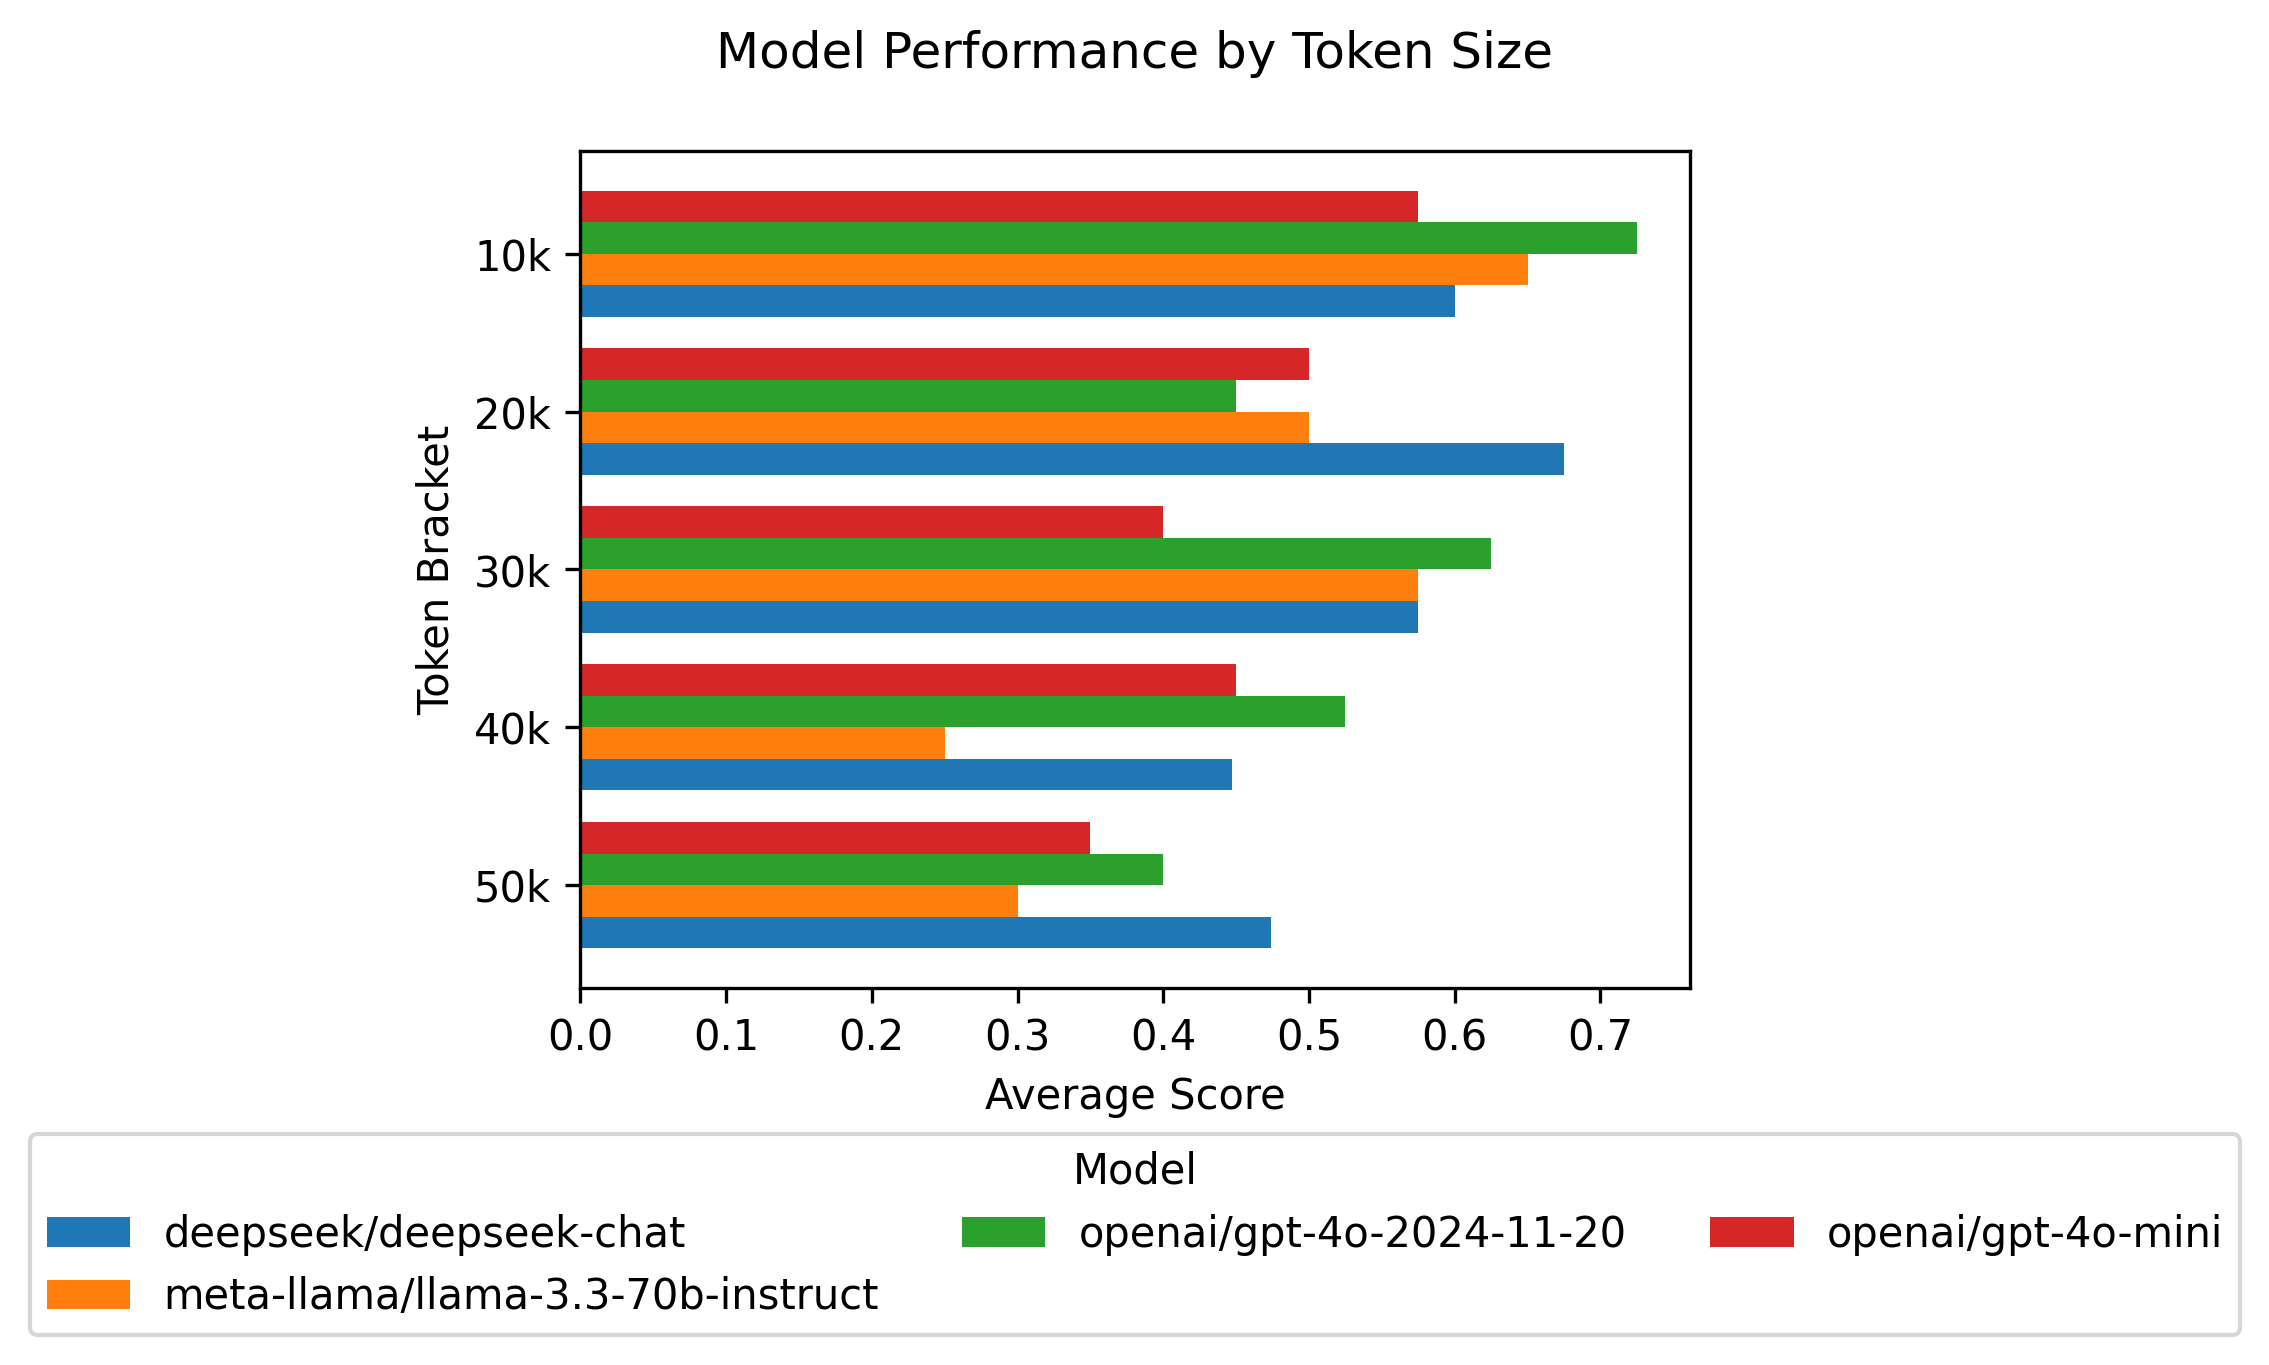 Model Performance by Token Size
Token Bracket
10k
20k
30k
40k
50k
0.0 0.1 0.2 0.3 0.4 0.5 0.6 0.7
Average Score
Model
deepseek/deepseek-chat
meta-llama/llama-3.3-70b-instruct
openai/gpt-4o-2024-11-20
openai/gpt-4o-mini